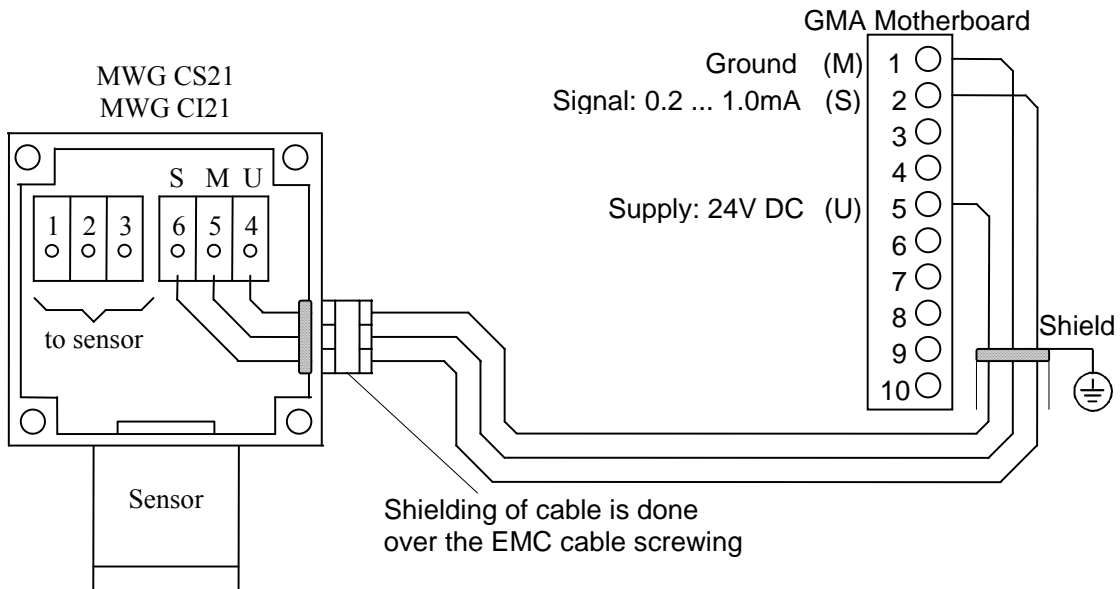 GMA Motherboard
MWG CS21
MWG CI21
Ground (M) 1
Signal: 0.2 ... 1.0mA (S) 2
3
4
Supply: 24V DC (U) 5
6
7
8
9
10
S M U
1 2 3 6 5 4
to sensor
Shield
Sensor
Shielding of cable is done
over the EMC cable screwing